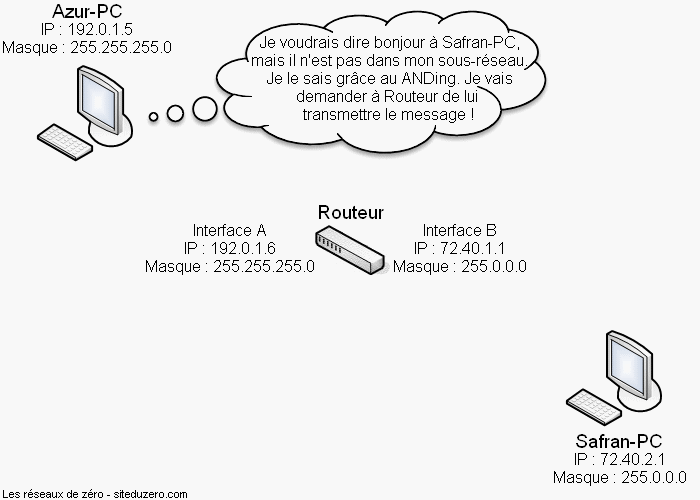 Azur-PC
IP : 192.0.1.5
Masque : 255.255.255.0
Je voudrais dire bonjour à Safran-PC,
mais il n'est pas dans mon sous-réseau.
Je le sais grâce au ANDing. Je vais
demander à Routeur de lui
transmettre le message !
Routeur
Interface A
IP : 192.0.1.6
Masque : 255.255.255.0
Interface B
IP : 72.40.1.1
Masque : 255.0.0.0
Safran-PC
IP : 72.40.2.1
Masque : 255.0.0.0
Les réseaux de zéro - siteduzero.com